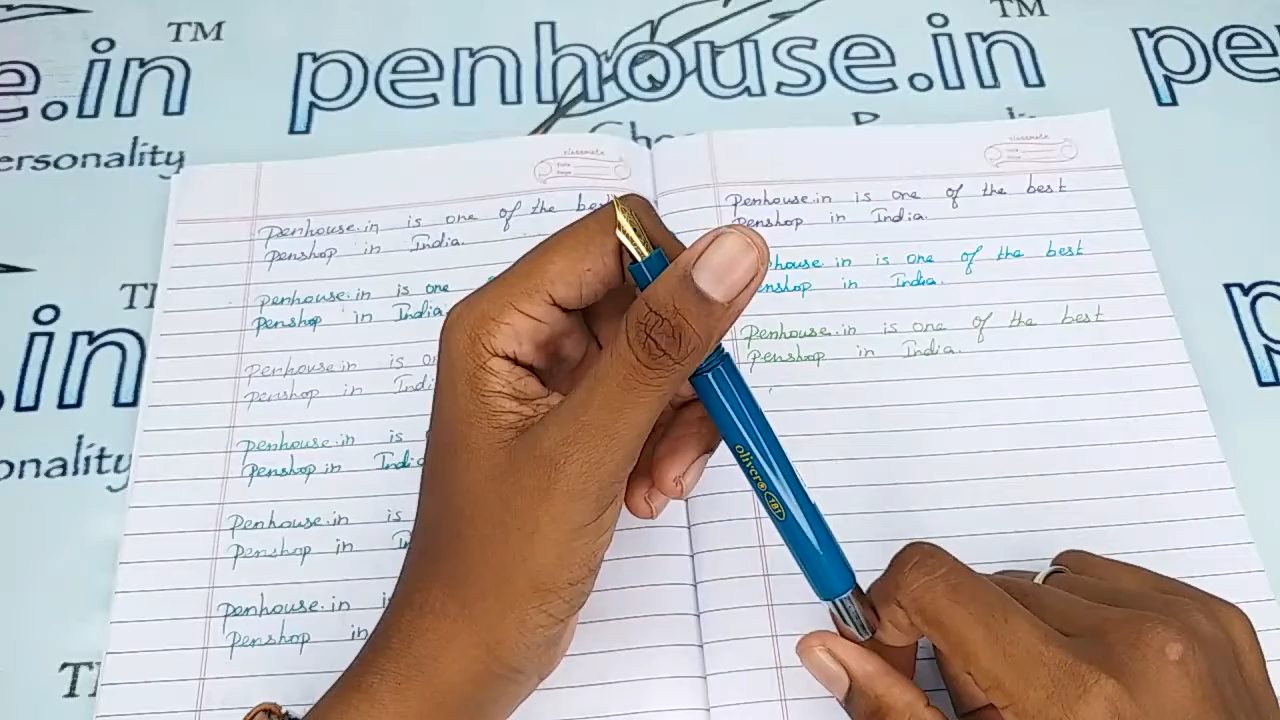 TM
TM
e.in
penhouse.in
pe
ersonality
classmate
classmate
Penhouse.in is one of the best
Penshop in India.
Penhouse.in is one
Penshop in India.
Penhouse.in is
Penshop in
Penhouse.in is
Penshop in
Penhouse.in is
Penshop in
Penhouse.in
Penshop in
Penhouse.in is one of the best
Penshop in India.
house.in is one of the best
enshop in India.
Penhouse.in is one of the best
Penshop in India.
oliver® 181
in
onality